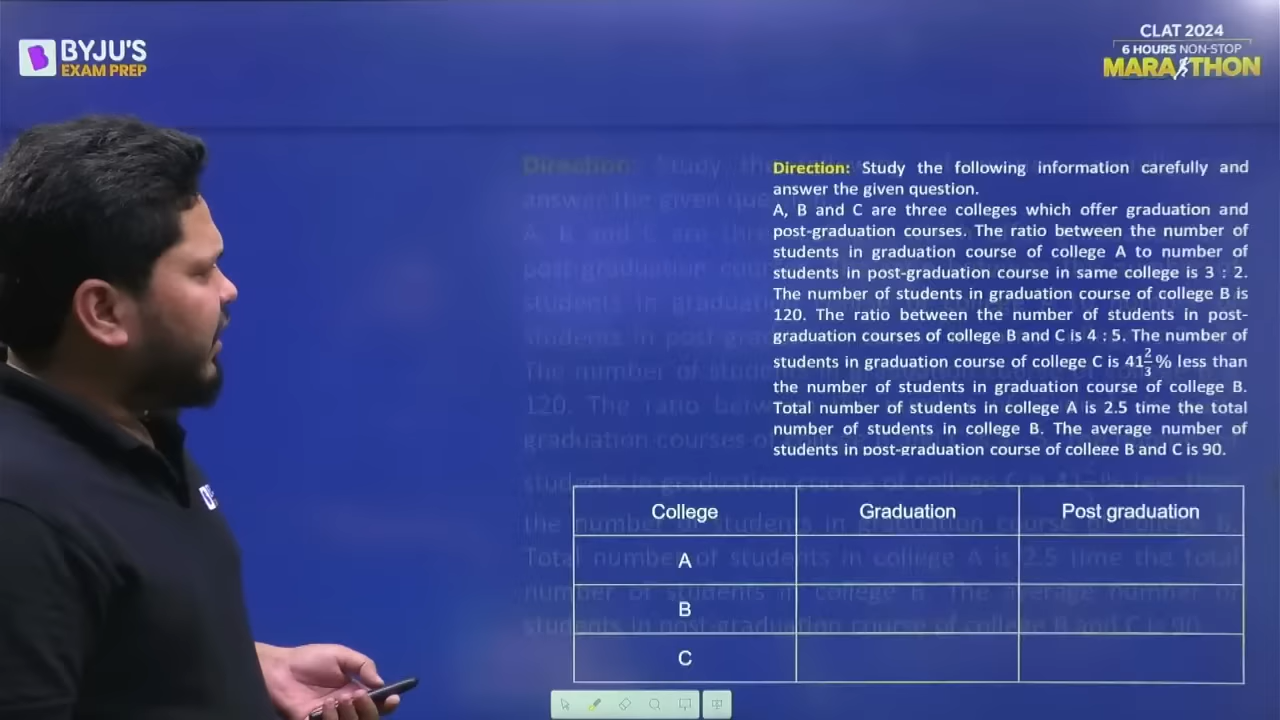 BYJU'S
EXAM PREP
CLAT 2024
6 HOURS NON-STOP
MARATHON
Direction: Study the following information carefully and
answer the given question.
A, B and C are three colleges which offer graduation and
post-graduation courses. The ratio between the number of
students in graduation course of college A to number of
students in post-graduation course in same college is 3 : 2.
The number of students in graduation course of college B is
120. The ratio between the number of students in post-
graduation courses of college B and C is 4 : 5. The number of
students in graduation course of college C is 41 2/3 % less than
the number of students in graduation course of college B.
Total number of students in college A is 2.5 time the total
number of students in college B. The average number of
students in post-graduation course of college B and C is 90.
College Graduation Post graduation
A
B
C